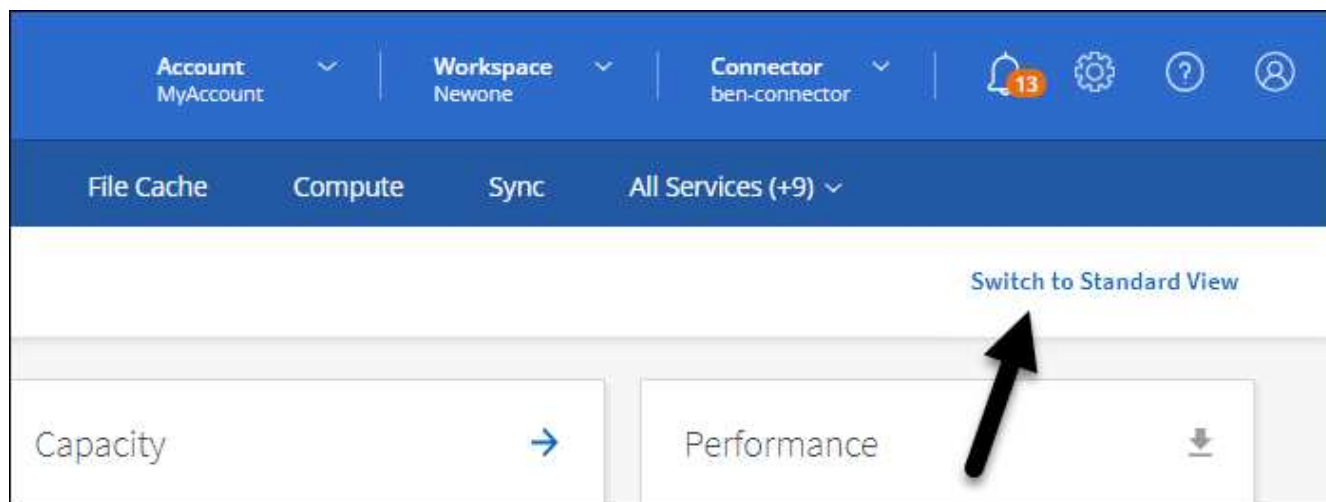 Account
MyAccount
Workspace
Newone
Connector
ben-connector
13
?
File Cache Compute Sync All Services (+9)
Switch to Standard View
Capacity
Performance